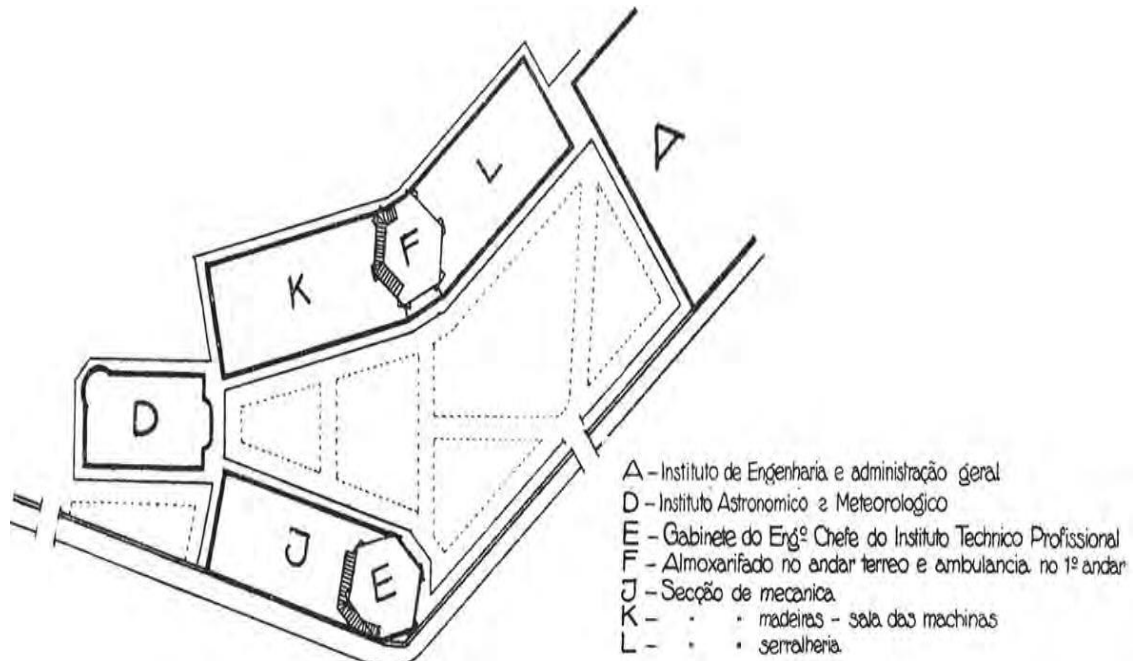 L
A
F
K
D
J
E
A - Instituto de Engenharia e administração geral
D - Instituto Astronomico e Meteorologico
E - Gabinete do Engº Chefe do Instituto Technico Profissional
F - Almoxarifado no andar terreo e ambulancia no 1º andar
J - Secção de mecanica
K - " " madeiras - sala das machinas
L - " " serralheria